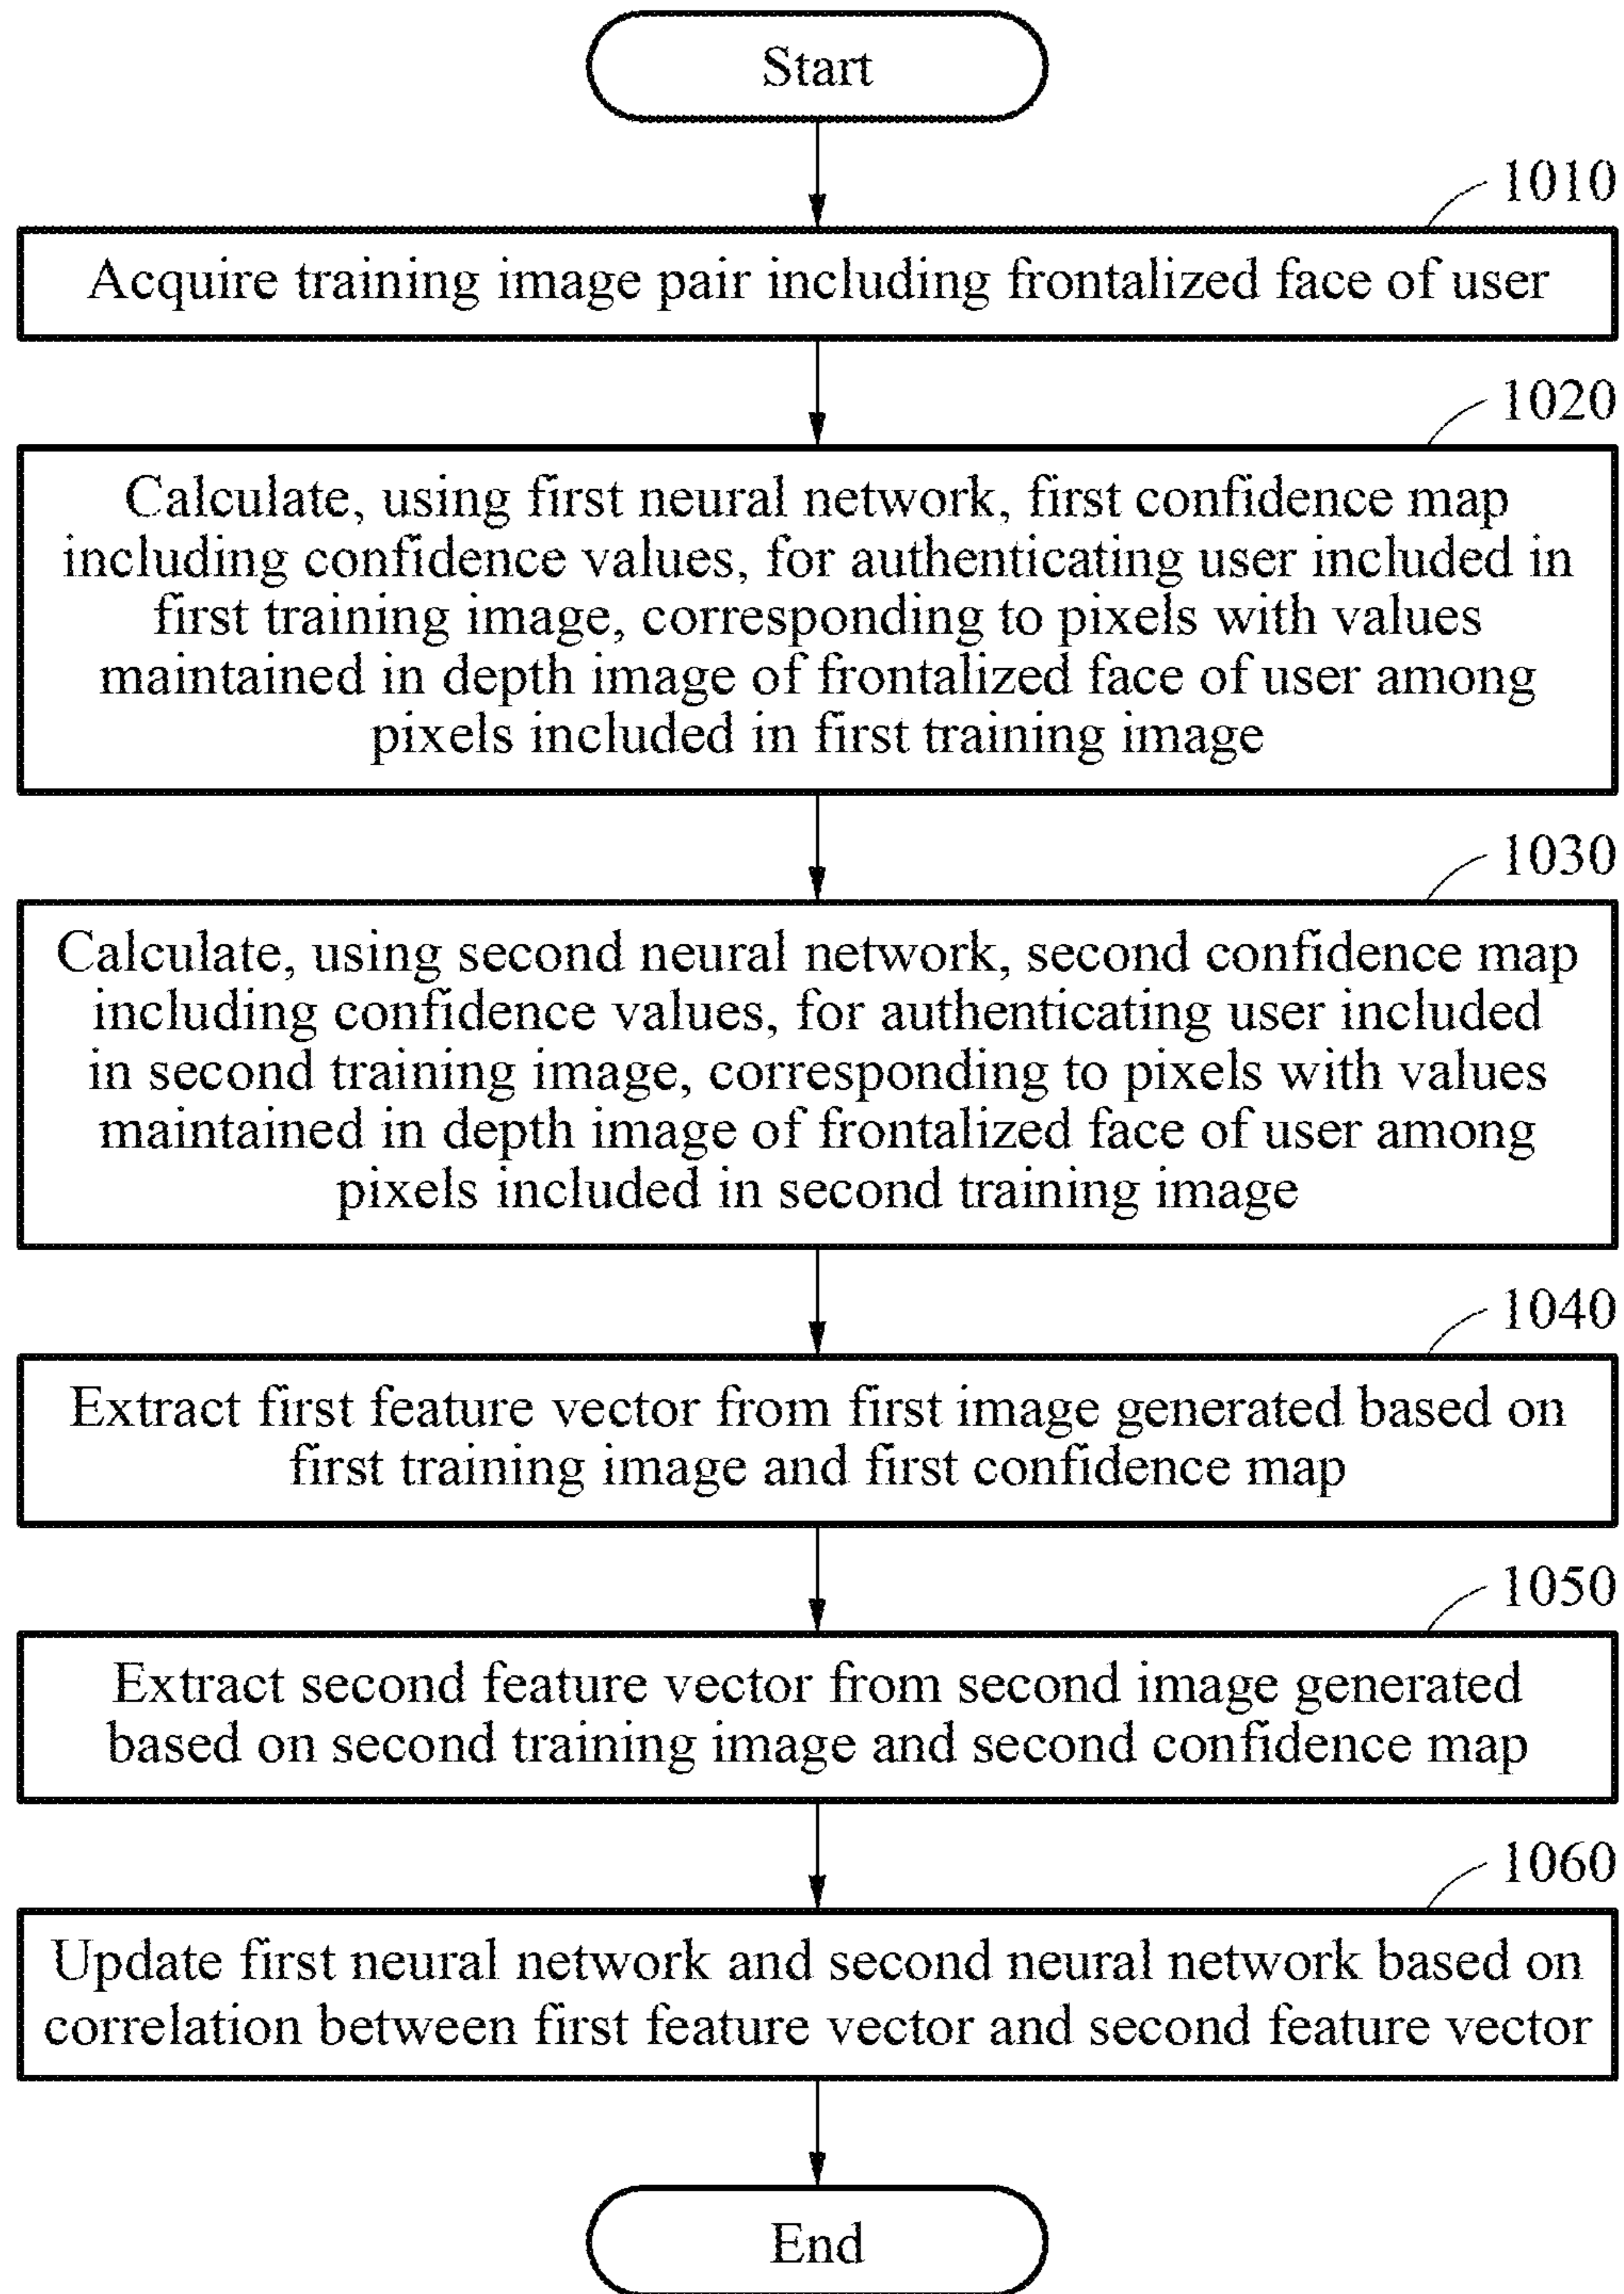 Start
1010
Acquire training image pair including frontalized face of user
1020
Calculate, using first neural network, first confidence map
including confidence values, for authenticating user included in
first training image, corresponding to pixels with values
maintained in depth image of frontalized face of user among
pixels included in first training image
1030
Calculate, using second neural network, second confidence map
including confidence values, for authenticating user included
in second training image, corresponding to pixels with values
maintained in depth image of frontalized face of user among
pixels included in second training image
1040
Extract first feature vector from first image generated based on
first training image and first confidence map
1050
Extract second feature vector from second image generated
based on second training image and second confidence map
1060
Update first neural network and second neural network based on
correlation between first feature vector and second feature vector
End